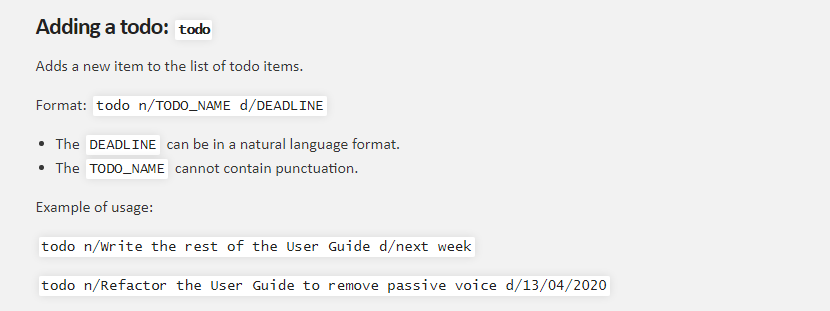 Adding a todo: todo
Adds a new item to the list of todo items.
Format: todo n/TODO_NAME d/DEADLINE
• The DEADLINE can be in a natural language format.
• The TODO_NAME cannot contain punctuation.
Example of usage:
todo n/Write the rest of the User Guide d/next week
todo n/Refactor the User Guide to remove passive voice d/13/04/2020